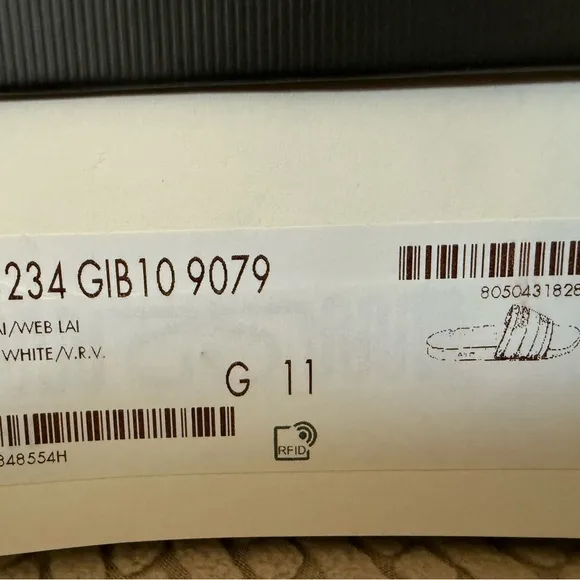 234 GIB10 9079
I/WEB LAI
WHITE/V.R.V.
G 11
8050431828
848554H
RFID